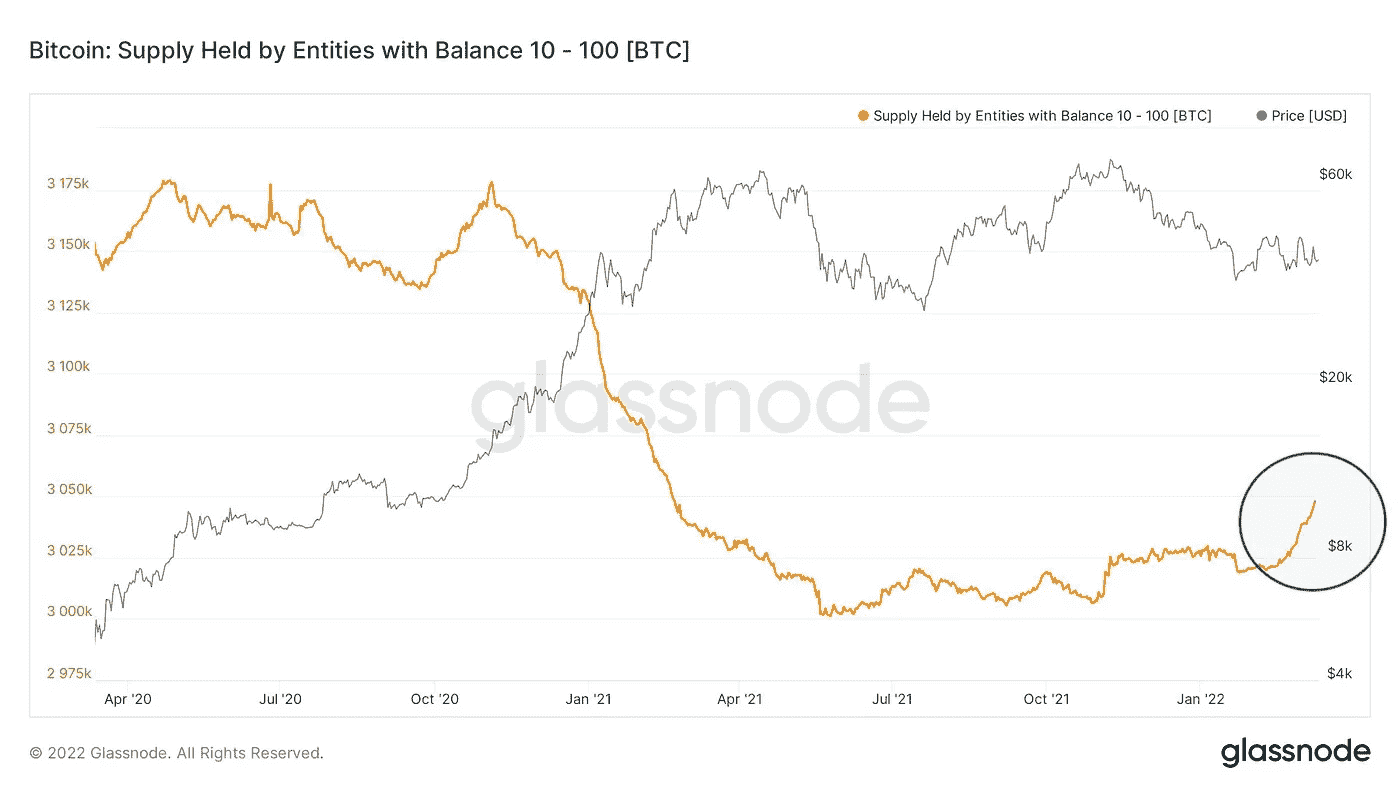 Bitcoin: Supply Held by Entities with Balance 10 - 100 [BTC]
Supply Held by Entities with Balance 10 - 100 [BTC] Price [USD]
3 175k
3 150k
3 125k
3 100k
3 075k
3 050k
3 025k
3 000k
2 975k
$60k
$20k
$8k
$4k
glassnode
Apr '20 Jul '20 Oct '20 Jan '21 Apr '21 Jul '21 Oct '21 Jan '22
© 2022 Glassnode. All Rights Reserved.
glassnode